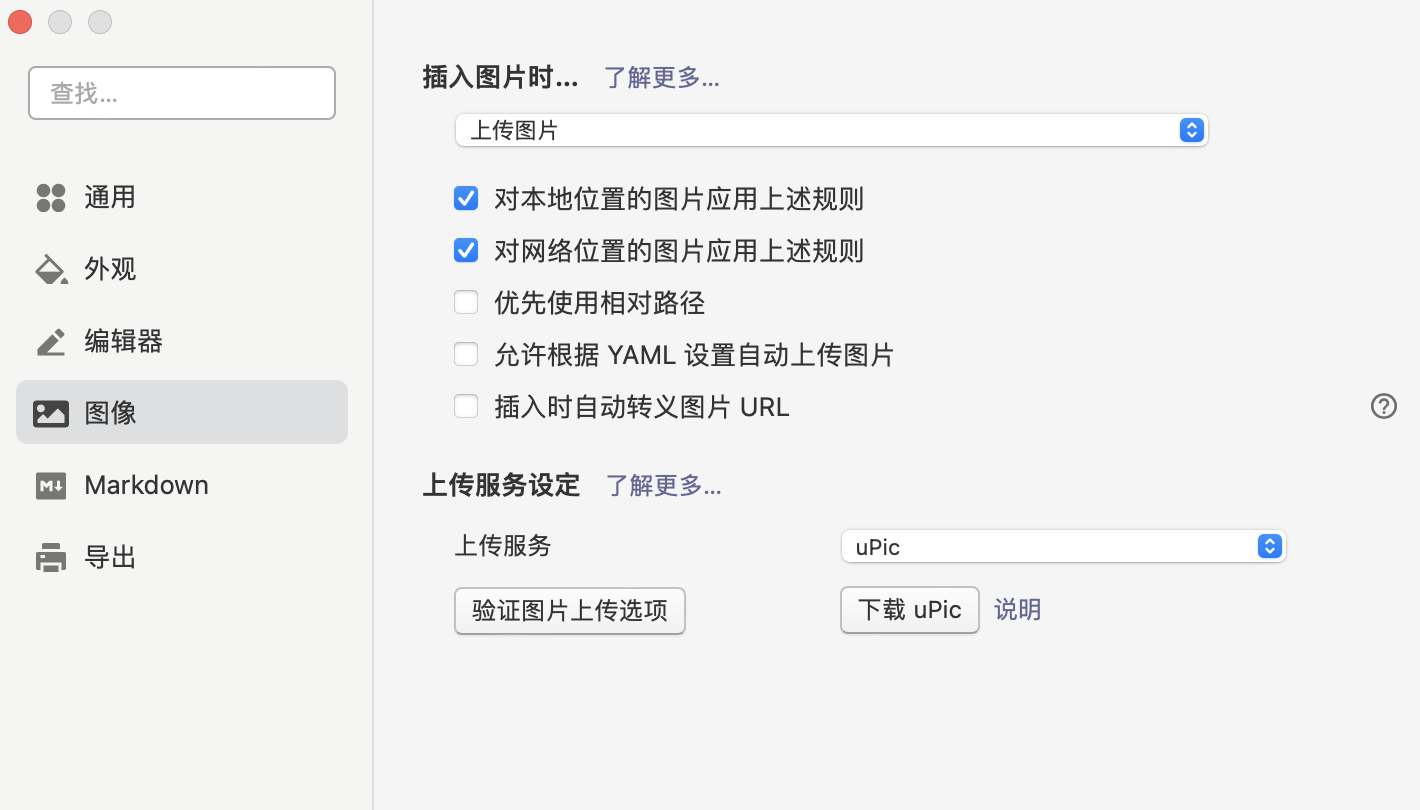 查找...
通用
外观
编辑器
图像
Markdown
导出
插入图片时... 了解更多...
上传图片
对本地位置的图片应用上述规则
对网络位置的图片应用上述规则
优先使用相对路径
允许根据 YAML 设置自动上传图片
插入时自动转义图片 URL
上传服务设定 了解更多...
上传服务 uPic
验证图片上传选项 下载 uPic 说明